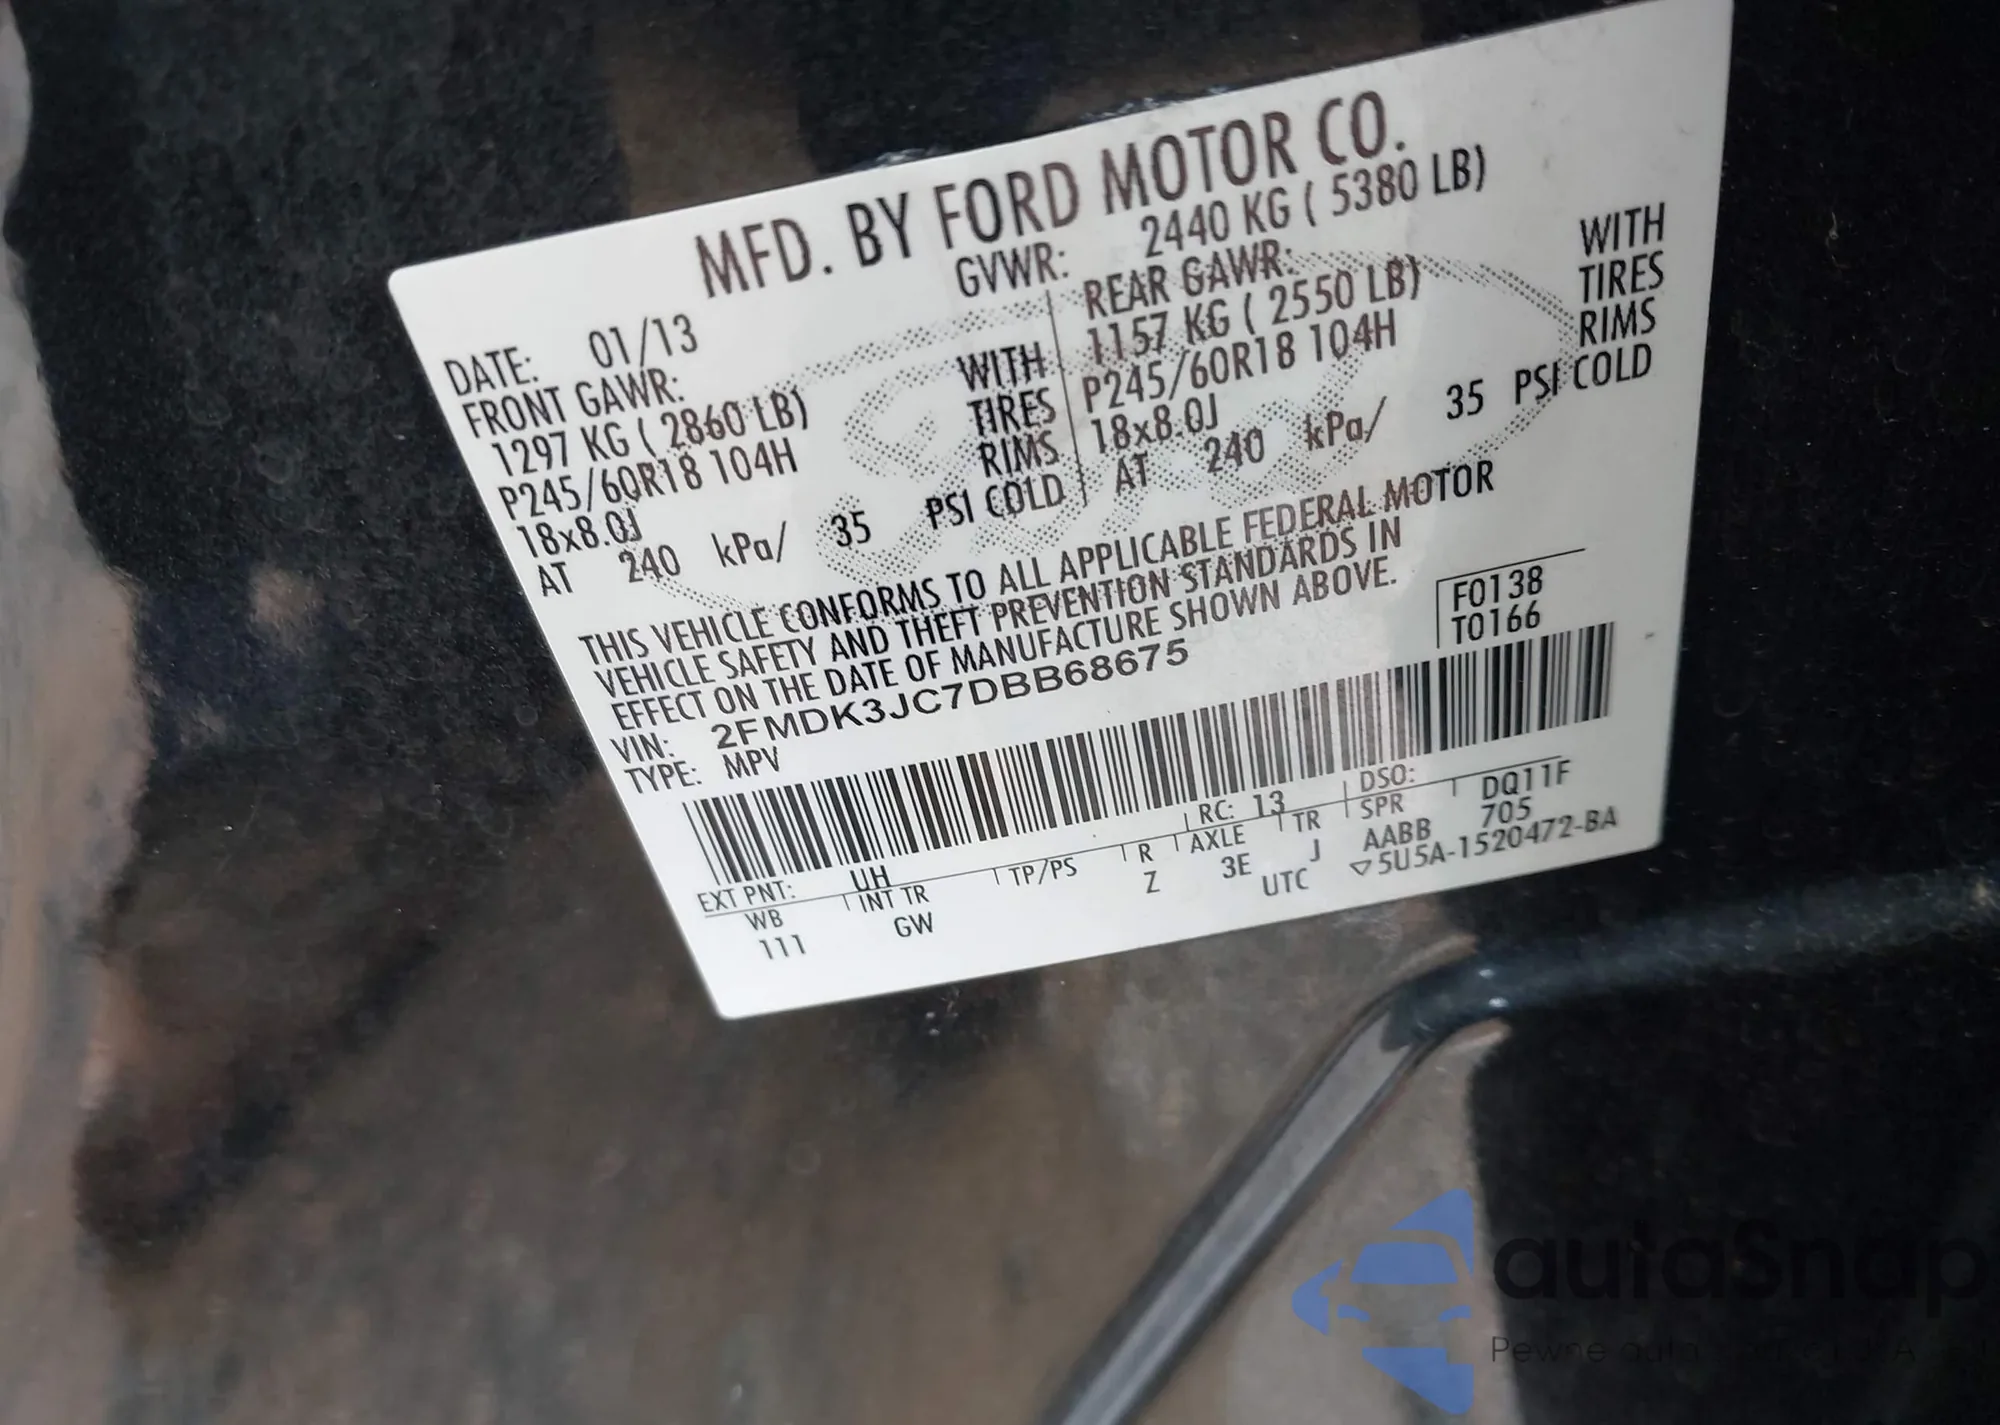 MFD. BY FORD MOTOR CO.
DATE: 01/13 GVWR: 2440 KG ( 5380 LB)
FRONT GAWR: REAR GAWR:
1297 KG ( 2860 LB) WITH 1157 KG ( 2550 LB) WITH
P245/60R18 104H TIRES P245/60R18 104H TIRES
18x8.0J RIMS 18x8.0J RIMS
AT 240 kPa/ 35 PSI COLD AT 240 kPa/ 35 PSI COLD
THIS VEHICLE CONFORMS TO ALL APPLICABLE FEDERAL MOTOR
VEHICLE SAFETY AND THEFT PREVENTION STANDARDS IN
EFFECT ON THE DATE OF MANUFACTURE SHOWN ABOVE.
F0138
T0166
VIN: 2FMDK3JC7DBB68675
TYPE: MPV
EXT PNT: UH RC: 13 DSO: DQ11F
WB INT TR TP/PS R AXLE TR SPR 705
111 GW Z 3E J AABB
UTC ▽5U5A-1520472-BA
autaSnap
Pewne auta